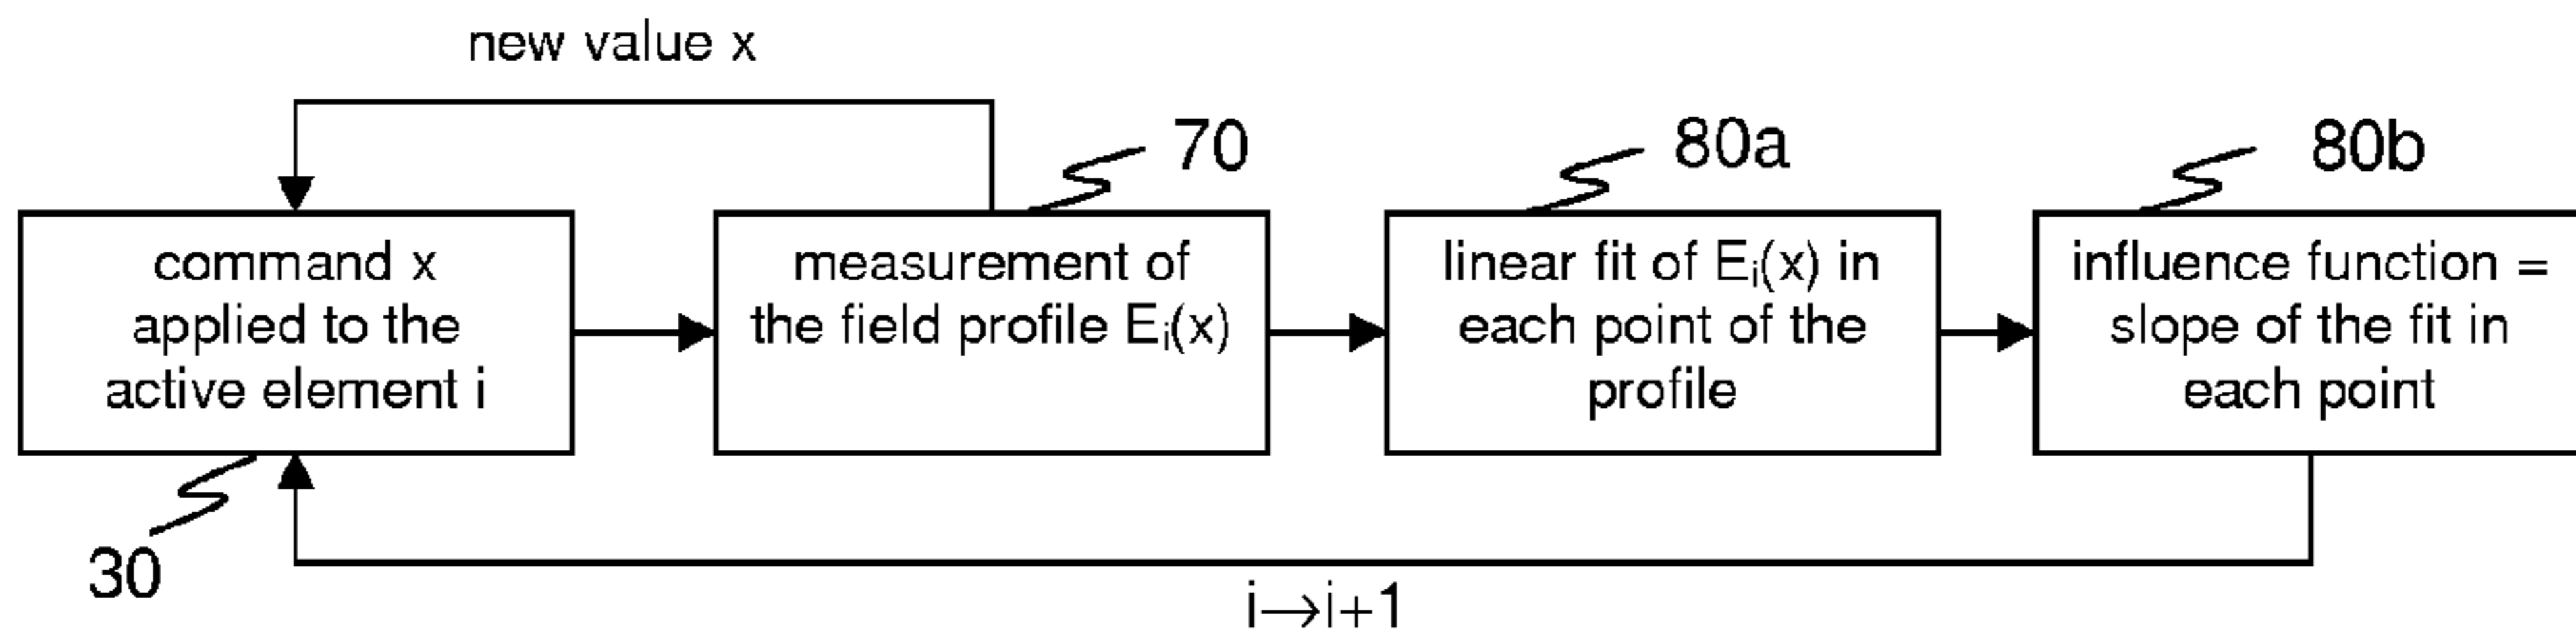 new value x
70
80a
80b
command x
applied to the
active element i
measurement of
the field profile Eᵢ(x)
linear fit of Eᵢ(x) in
each point of the
profile
influence function =
slope of the fit in
each point
30
i→i+1